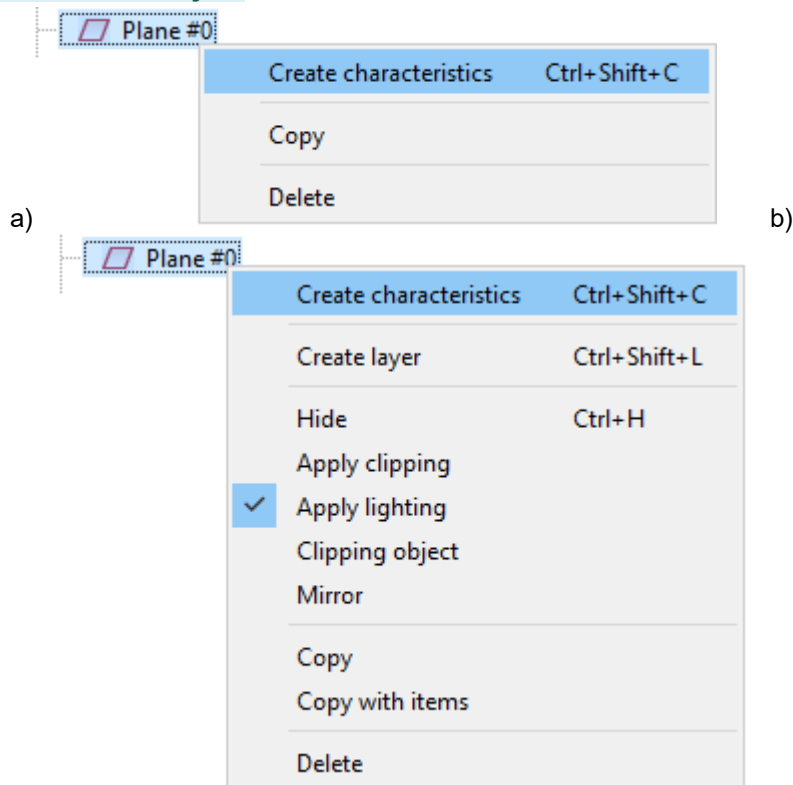 Plane #0
Create characteristics Ctrl+Shift+C
Copy
Delete
a) b)
Plane #0
Create characteristics Ctrl+Shift+C
Create layer Ctrl+Shift+L
Hide Ctrl+H
Apply clipping
Apply lighting
Clipping object
Mirror
Copy
Copy with items
Delete